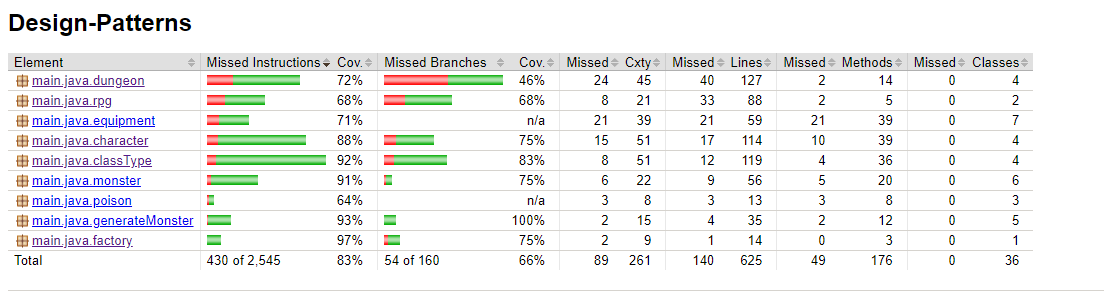 Design-Patterns
Element Missed Instructions Cov. Missed Branches Cov. Missed Cxty Missed Lines Missed Methods Missed Classes
main.java.dungeon 72% 46% 24 45 40 127 2 14 0 4
main.java.rpg 68% 68% 8 21 33 88 2 5 0 2
main.java.equipment 71% n/a 21 39 21 59 21 39 0 7
main.java.character 88% 75% 15 51 17 114 10 39 0 4
main.java.classType 92% 83% 8 51 12 119 4 36 0 4
main.java.monster 91% 75% 6 22 9 56 5 20 0 6
main.java.poison 64% n/a 3 8 3 13 3 8 0 3
main.java.generateMonster 93% 100% 2 15 4 35 2 12 0 5
main.java.factory 97% 75% 2 9 1 14 0 3 0 1
Total 430 of 2,545 83% 54 of 160 66% 89 261 140 625 49 176 0 36